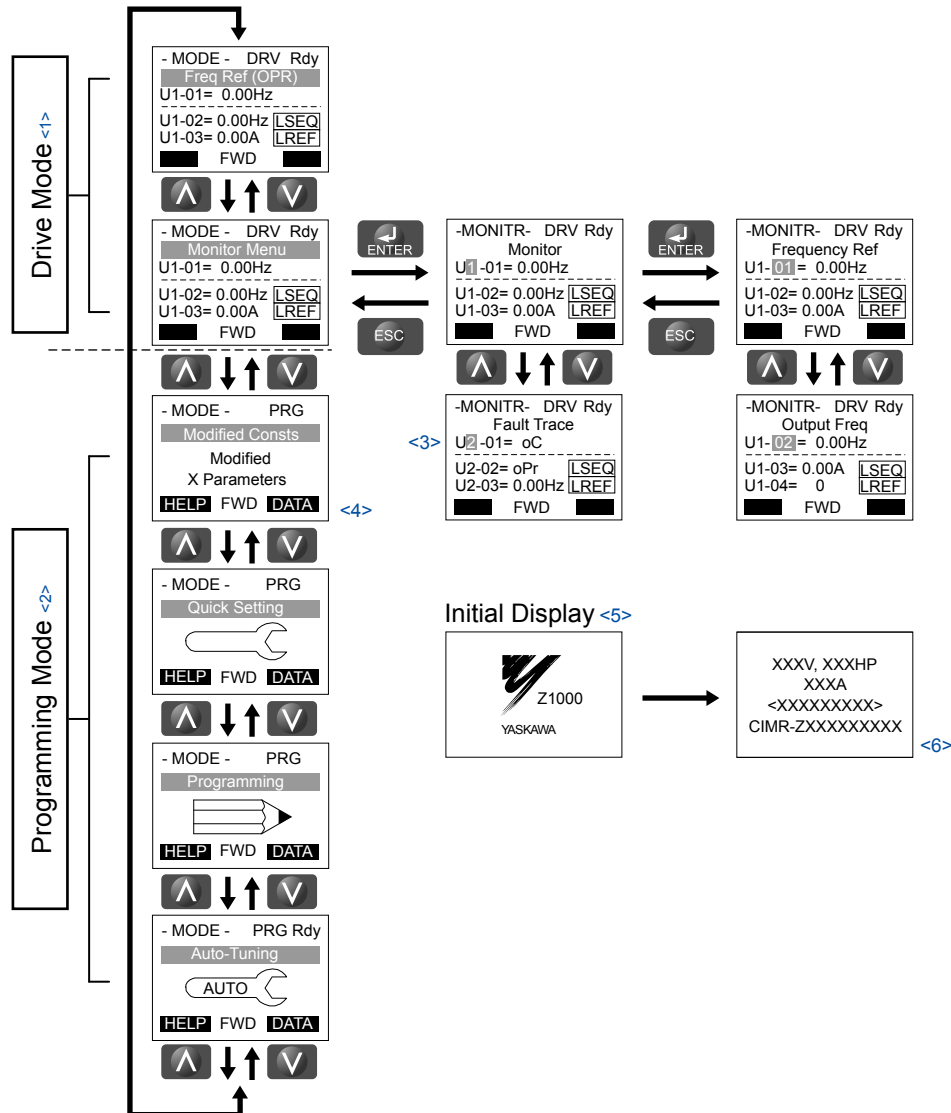 Drive Mode <1>
- MODE - DRV Rdy
Freq Ref (OPR)
U1-01= 0.00Hz
U1-02= 0.00Hz LSEQ
U1-03= 0.00A LREF
FWD
- MODE - DRV Rdy
Monitor Menu
U1-01= 0.00Hz
U1-02= 0.00Hz LSEQ
U1-03= 0.00A LREF
FWD
ENTER
ESC
-MONITR- DRV Rdy
Monitor
U1 -01= 0.00Hz
U1-02= 0.00Hz LSEQ
U1-03= 0.00A LREF
FWD
ENTER
ESC
-MONITR- DRV Rdy
Frequency Ref
U1- 01 = 0.00Hz
U1-02= 0.00Hz LSEQ
U1-03= 0.00A LREF
FWD
<3>
-MONITR- DRV Rdy
Fault Trace
U2 -01= oC
U2-02= oPr LSEQ
U2-03= 0.00Hz LREF
FWD
-MONITR- DRV Rdy
Output Freq
U1- 02 = 0.00Hz
U1-03= 0.00A LSEQ
U1-04= 0 LREF
FWD
Programming Mode <2>
- MODE - PRG
Modified Consts
Modified
X Parameters
HELP FWD DATA
<4>
- MODE - PRG
Quick Setting
HELP FWD DATA
- MODE - PRG
Programming
HELP FWD DATA
- MODE - PRG Rdy
Auto-Tuning
AUTO
HELP FWD DATA
Initial Display <5>
Z1000
YASKAWA
XXXV, XXXHP
XXXA
<XXXXXXXXX>
CIMR-ZXXXXXXXXX
<6>